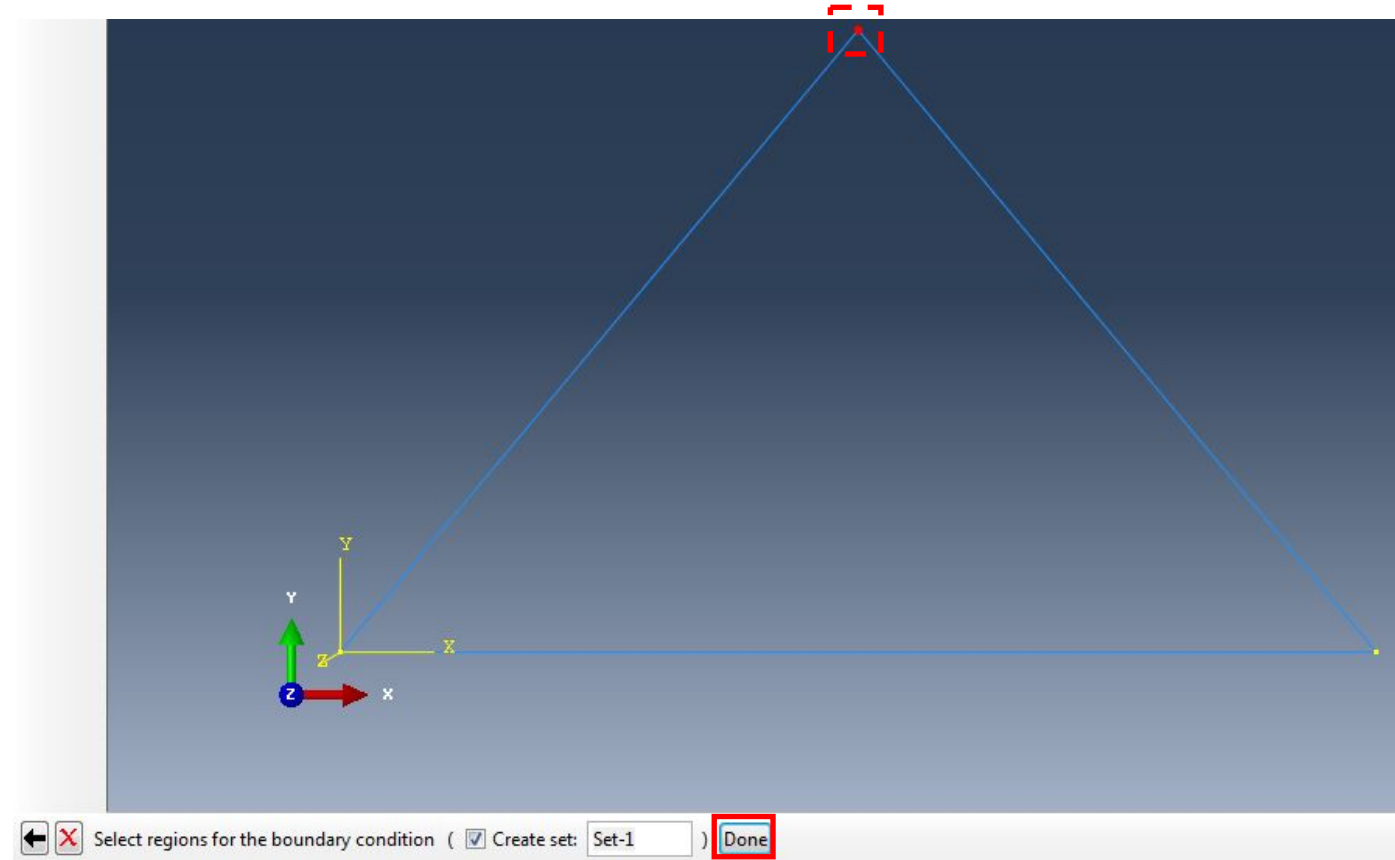 Y
Y
X
Z
Z
X
Select regions for the boundary condition ( Create set: Set-1 ) Done